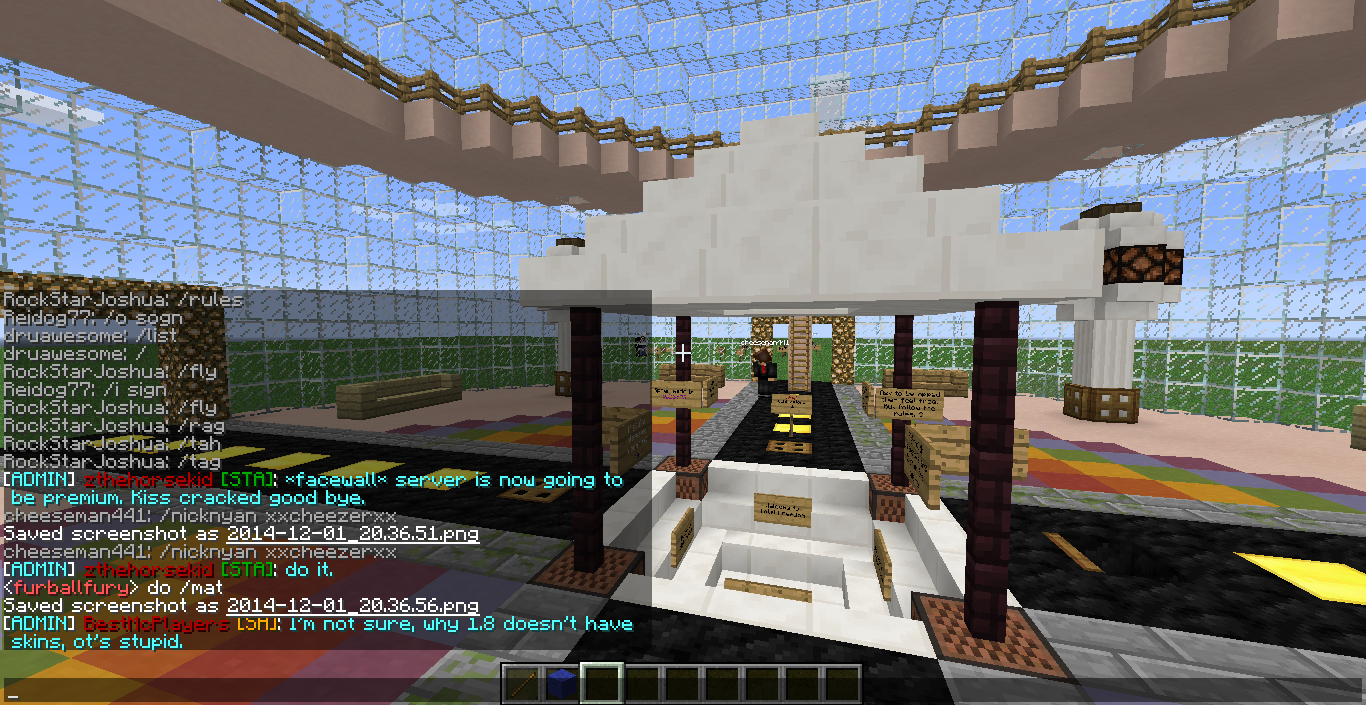 cheeseman441
RockStarJoshua: /rules
Reidog77: /o sogn
druawesome: /list
druawesome: /
RockStarJoshua: /fly
Reidog77: /i sign
RockStarJoshua: /fly
RockStarJoshua: /rag
RockStarJoshua: /tah
RockStarJoshua: /tag
[ADMIN] zthehorsekid [STA]: *facewall* server is now going to
be premium. Kiss cracked good bye.
cheeseman441: /nicknyan xxcheezerxx
Saved screenshot as 2014-12-01_20.36.51.png
cheeseman441: /nicknyan xxcheezerxx
[ADMIN] zthehorsekid [STA]: do it.
<furballfury> do /mat
Saved screenshot as 2014-12-01_20.36.56.png
[ADMIN] BestMcPlayers [SA]: I'm not sure, why 1.8 doesn't have
skins, ot's stupid.
Welcome to
_